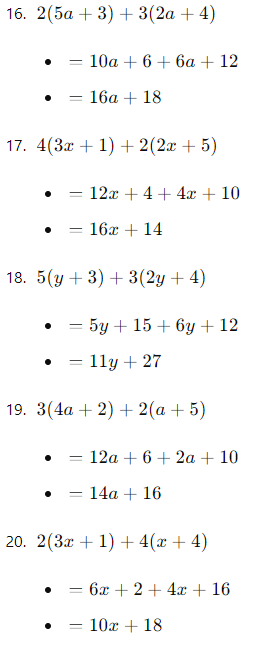 16. 2(5a + 3) + 3(2a + 4)
• = 10a + 6 + 6a + 12
• = 16a + 18
17. 4(3x + 1) + 2(2x + 5)
• = 12x + 4 + 4x + 10
• = 16x + 14
18. 5(y + 3) + 3(2y + 4)
• = 5y + 15 + 6y + 12
• = 11y + 27
19. 3(4a + 2) + 2(a + 5)
• = 12a + 6 + 2a + 10
• = 14a + 16
20. 2(3x + 1) + 4(x + 4)
• = 6x + 2 + 4x + 16
• = 10x + 18